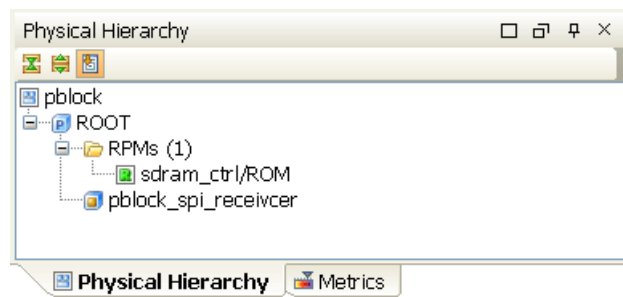 Physical Hierarchy
pblock
ROOT
RPMs (1)
sdram_ctrl/ROM
pblock_spi_receivcer
Physical Hierarchy Metrics